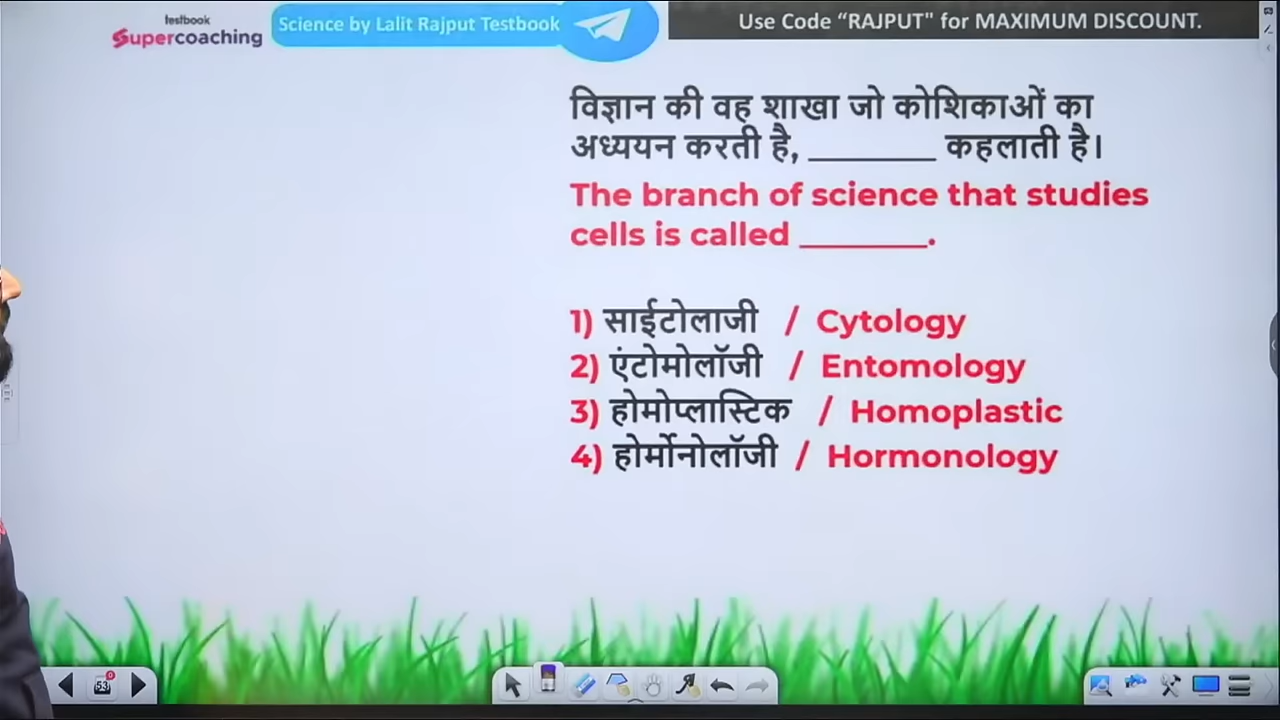 testbook
Supercoaching
Science by Lalit Rajput Testbook
Use Code “RAJPUT" for MAXIMUM DISCOUNT.
विज्ञान की वह शाखा जो कोशिकाओं का
अध्ययन करती है, ________ कहलाती है।
The branch of science that studies
cells is called ________.
1) साईटोलाजी / Cytology
2) एंटोमोलॉजी / Entomology
3) होमोप्लास्टिक / Homoplastic
4) होर्मोनोलॉजी / Hormonology
53
0